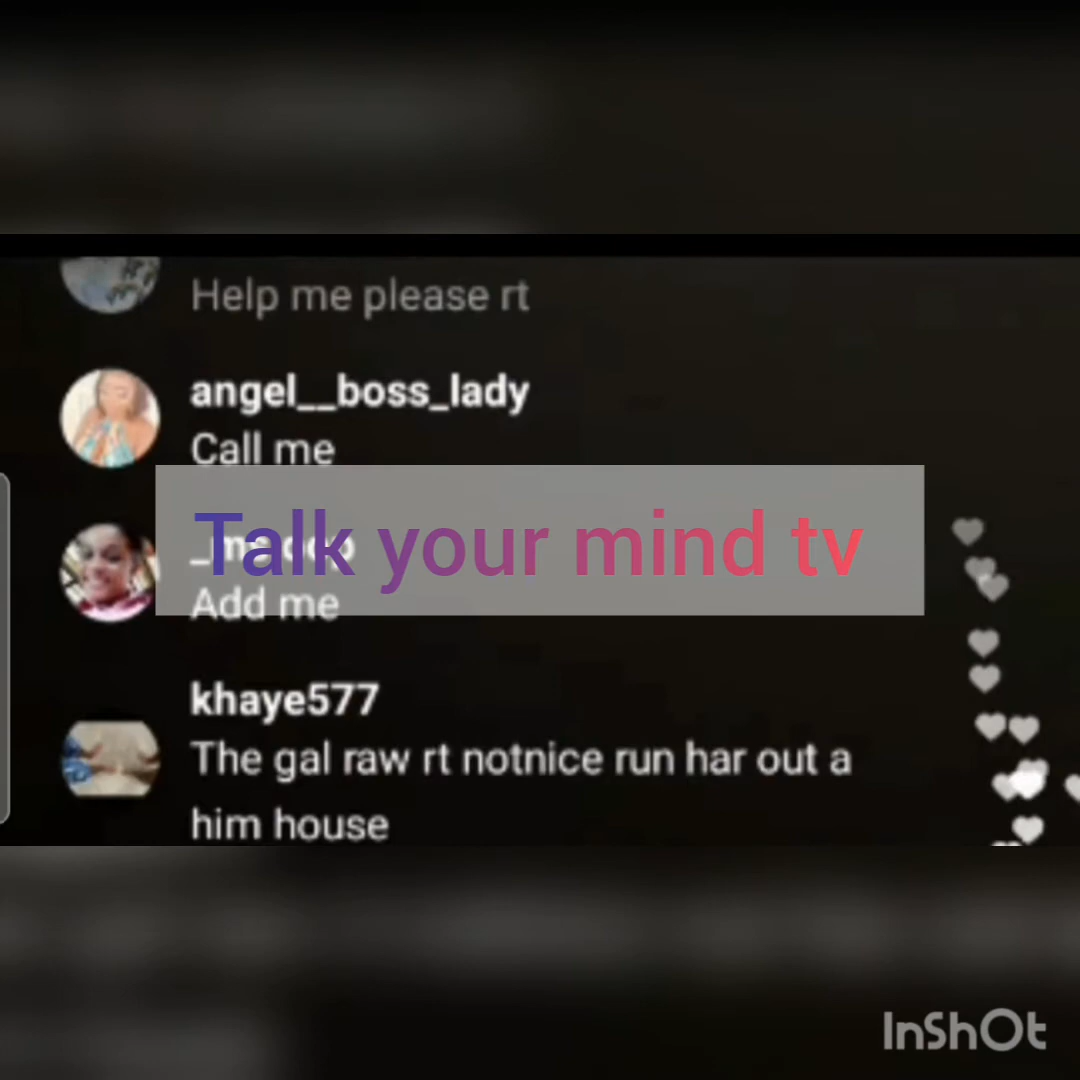 Help me please rt
angel__boss_lady
Call me
Talk your mind tv
Add me
khaye577
The gal raw rt notnice run har out a
him house
InShOt